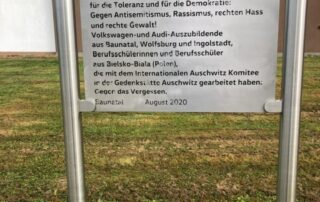 für die Toleranz und für die Demokratie:
Gegen Antisemitismus, Rassismus, rechten Hass
und rechte Gewalt!
Volkswagen-und Audi-Auszubildende
aus Baunatal, Wolfsburg und Ingolstadt,
Berufsschülerinnen und Berufsschüler
aus Bielsko-Biala (Polen),
die mit dem Internationalen Auschwitz Komitee
in der Gedenkstätte Auschwitz gearbeitet haben:
Gegen das Vergessen.
Baunatal August 2020